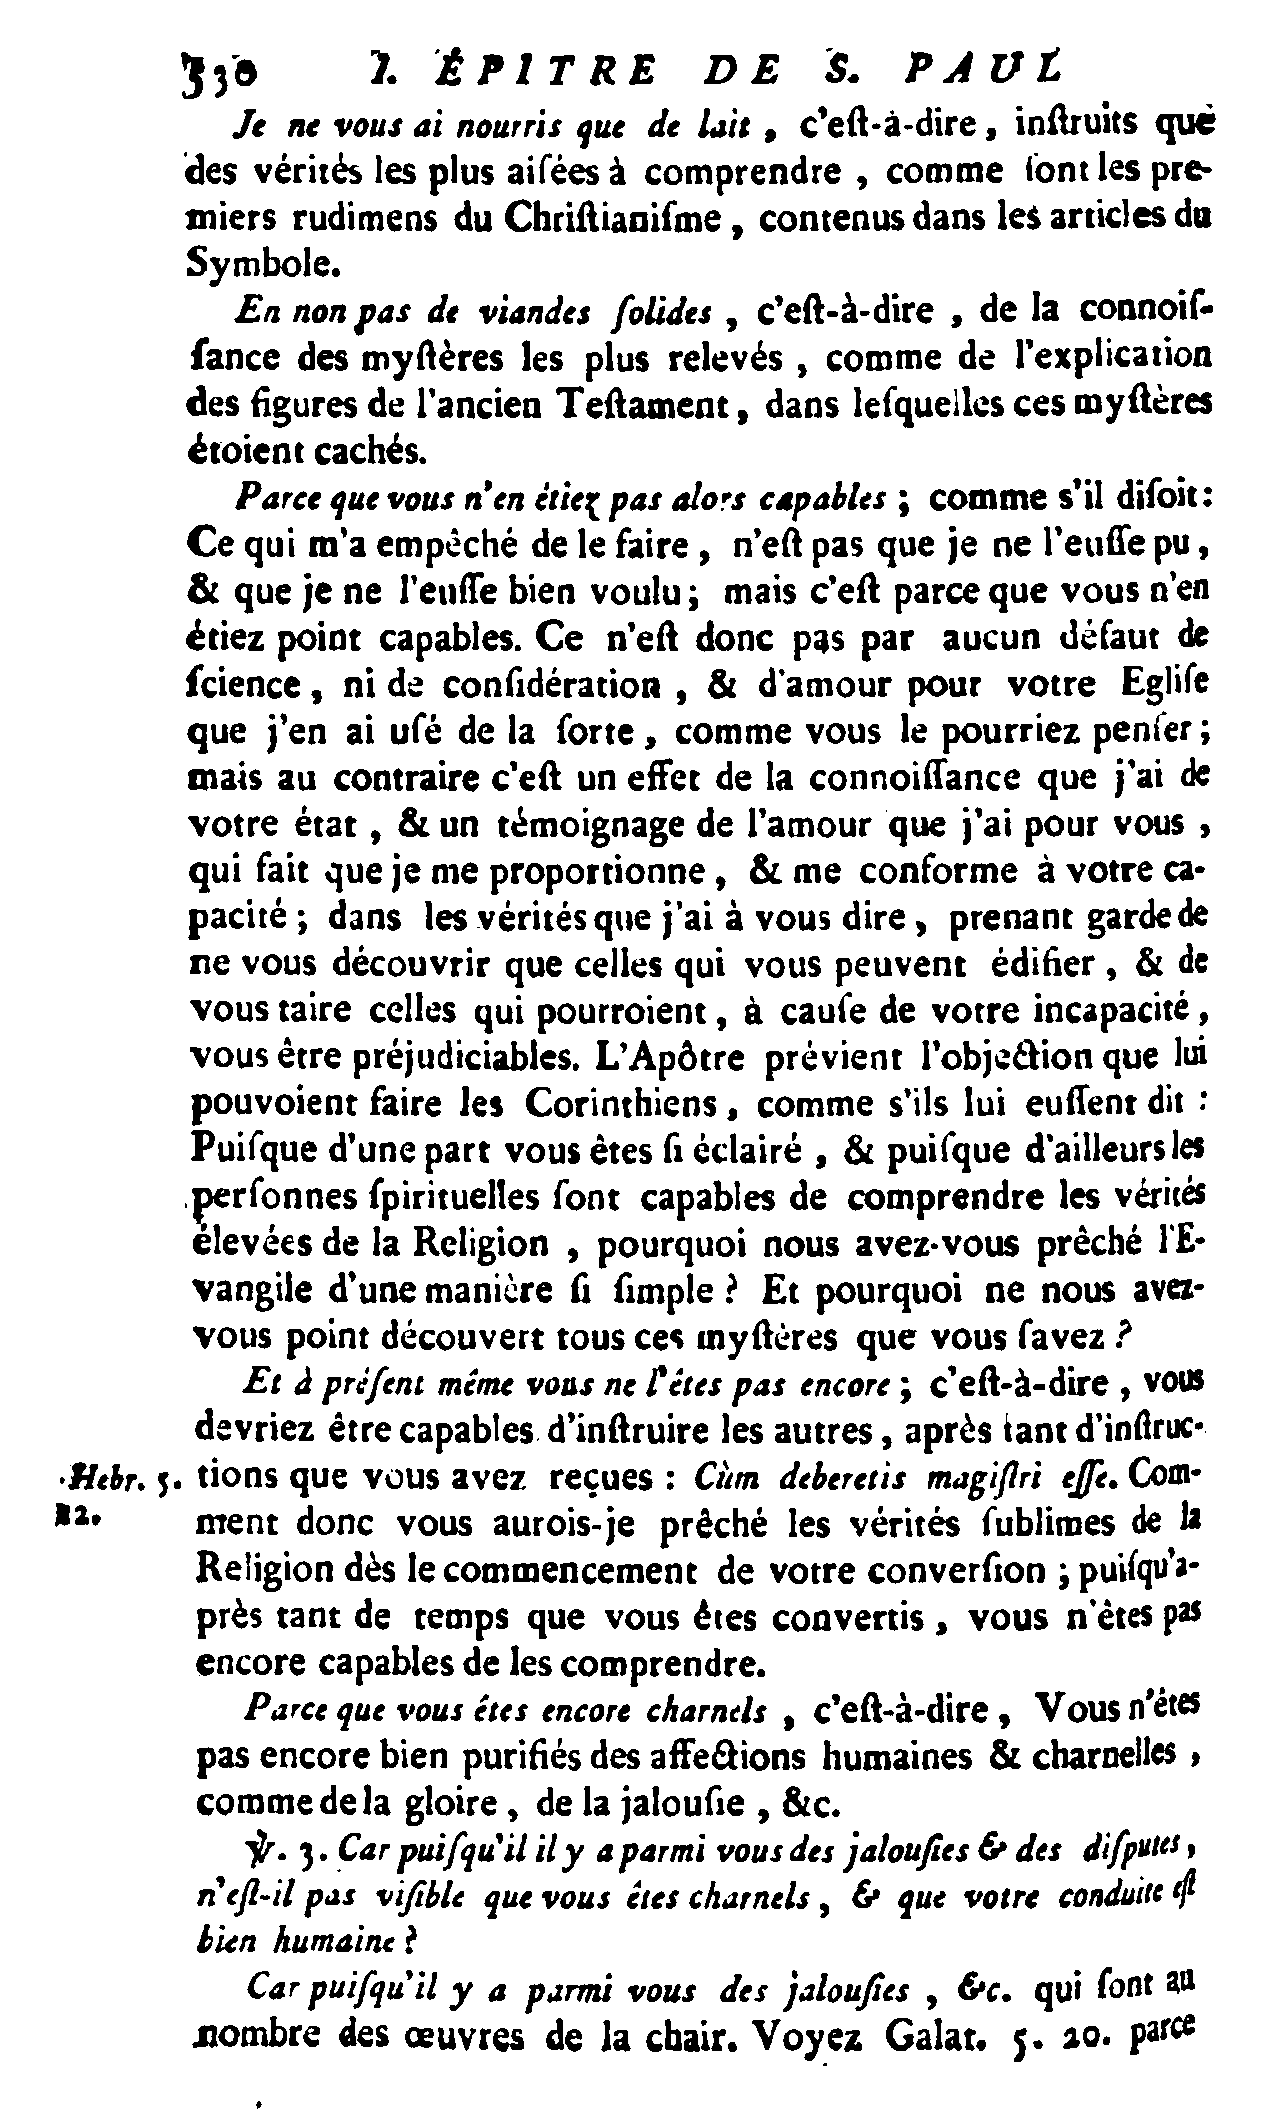 330 I. ÉPITRE DE S. PAUL
Je ne vous ai nourris que de lait, c'eſt-à-dire, inſtruits que
des vérités les plus aiſées à comprendre, comme ſont les pre-
miers rudimens du Chriſtianiſme, contenus dans les articles du
Symbole.
En non pas de viandes ſolides, c'eſt-à-dire, de la connoiſ-
ſance des myſtères les plus relevés, comme de l'explication
des figures de l'ancien Teſtament, dans leſquelles ces myſtères
étoient cachés.
Parce que vous n'en étiez pas alors capables; comme s'il diſoit:
Ce qui m'a empêché de le faire, n'eſt pas que je ne l'euſſe pu,
& que je ne l'euſſe bien voulu; mais c'eſt parce que vous n'en
étiez point capables. Ce n'eſt donc pas par aucun défaut de
ſcience, ni de conſidération, & d'amour pour votre Egliſe
que j'en ai uſé de la ſorte, comme vous le pourriez penſer;
mais au contraire c'eſt un effet de la connoiſſance que j'ai de
votre état, & un témoignage de l'amour que j'ai pour vous,
qui fait que je me proportionne, & me conforme à votre ca-
pacité; dans les vérités que j'ai à vous dire, prenant garde de
ne vous découvrir que celles qui vous peuvent édifier, & de
vous taire celles qui pourroient, à cauſe de votre incapacité,
vous être préjudiciables. L'Apôtre prévient l'objection que lui
pouvoient faire les Corinthiens, comme s'ils lui euſſent dit :
Puiſque d'une part vous êtes ſi éclairé, & puiſque d'ailleurs les
perſonnes ſpirituelles ſont capables de comprendre les vérités
élevées de la Religion, pourquoi nous avez-vous prêché l'E-
vangile d'une manière ſi ſimple ? Et pourquoi ne nous avez-
vous point découvert tous ces myſtères que vous ſavez ?
Et à préſent même vous ne l'êtes pas encore; c'eſt-à-dire, vous
devriez être capables d'inſtruire les autres, après tant d'inſtruc-
Hebr. 5. tions que vous avez reçues : Cùm deberetis magiſtri eſſe. Com-
12. ment donc vous aurois-je prêché les vérités ſublimes de la
Religion dès le commencement de votre converſion; puiſqu'a-
près tant de temps que vous êtes convertis, vous n'êtes pas
encore capables de les comprendre.
Parce que vous êtes encore charnels, c'eſt-à-dire, Vous n'êtes
pas encore bien purifiés des affections humaines & charnelles,
comme de la gloire, de la jalouſie, &c.
℣. 3. Car puiſqu'il il y a parmi vous des jalouſies & des diſputes,
n'eſt-il pas viſible que vous êtes charnels, & que votre conduite eſt
bien humaine ?
Car puiſqu'il y a parmi vous des jalouſies, &c. qui ſont au
nombre des œuvres de la chair. Voyez Galat. 5. 20. parce